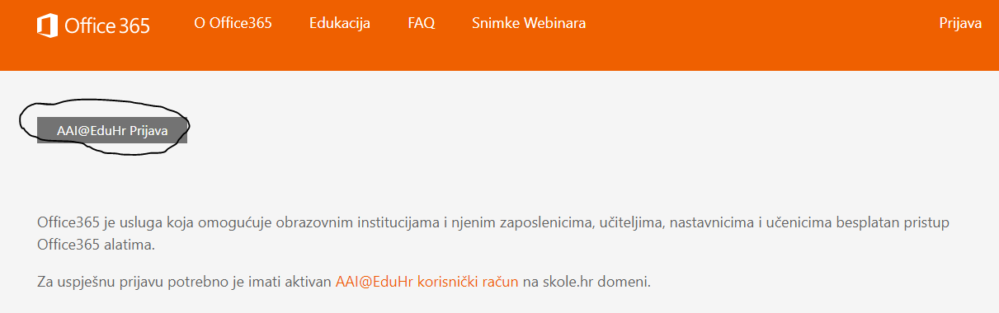 Office 365 O Office365 Edukacija FAQ Snimke Webinara Prijava
AAI@EduHr Prijava
Office365 je usluga koja omogućuje obrazovnim institucijama i njenim zaposlenicima, učiteljima, nastavnicima i učenicima besplatan pristup
Office365 alatima.
Za uspješnu prijavu potrebno je imati aktivan AAI@EduHr korisnički račun na skole.hr domeni.